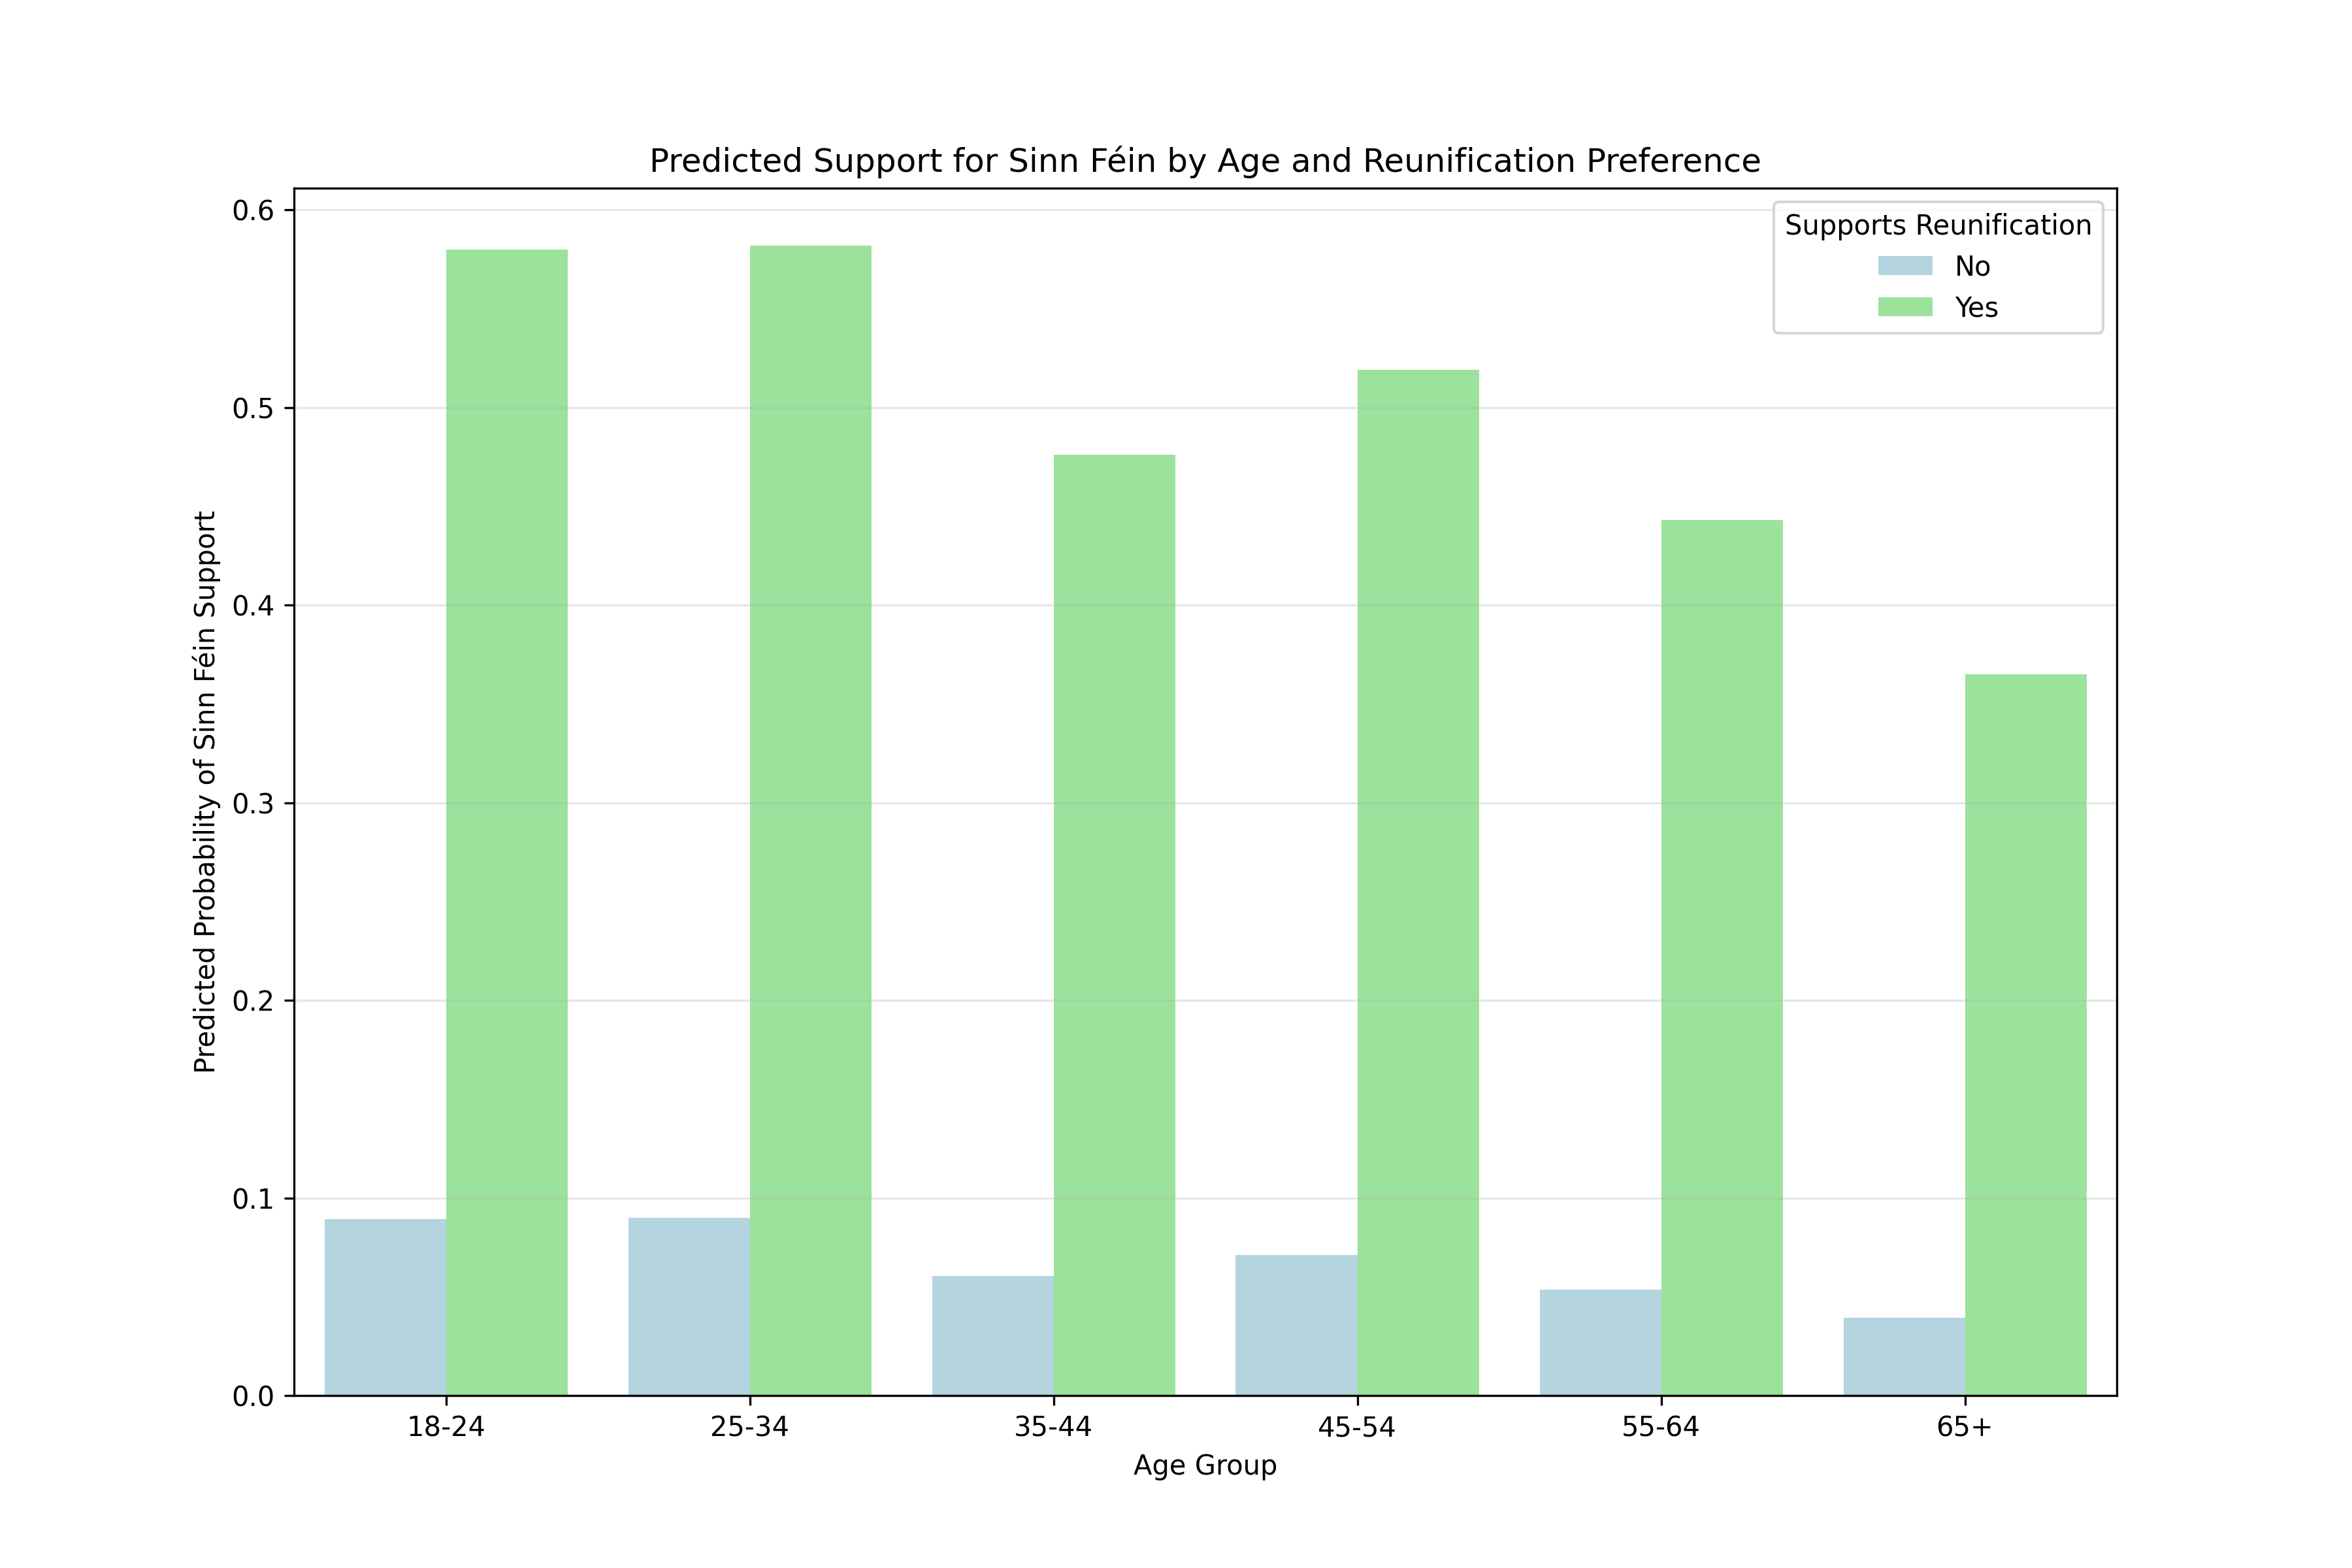 Predicted Support for Sinn Féin by Age and Reunification Preference
Supports Reunification
No
Yes
Predicted Probability of Sinn Féin Support
0.6
0.5
0.4
0.3
0.2
0.1
0.0
18-24 25-34 35-44 45-54 55-64 65+
Age Group